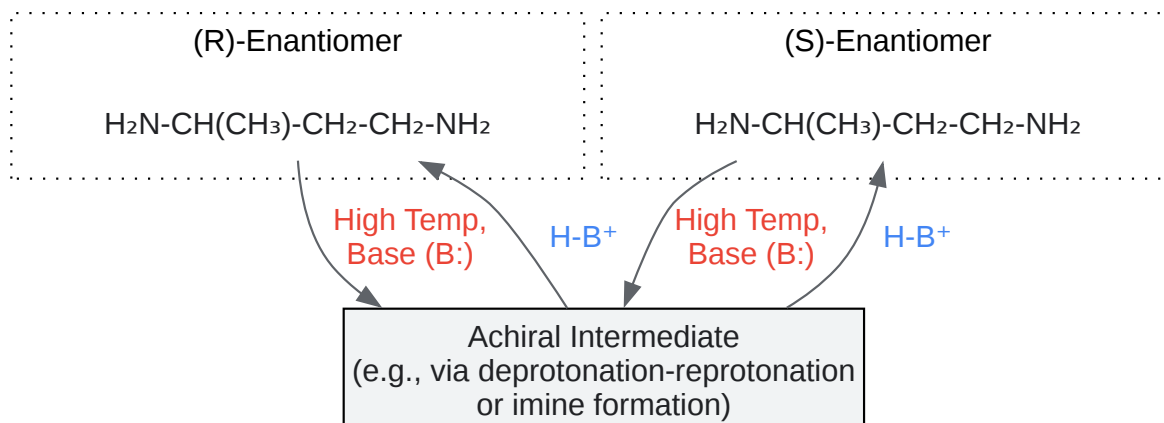 (R)-Enantiomer
H₂N-CH(CH₃)-CH₂-CH₂-NH₂
(S)-Enantiomer
H₂N-CH(CH₃)-CH₂-CH₂-NH₂
High Temp,
Base (B:)
H-B⁺
High Temp,
Base (B:)
H-B⁺
Achiral Intermediate
(e.g., via deprotonation-reprotonation
or imine formation)